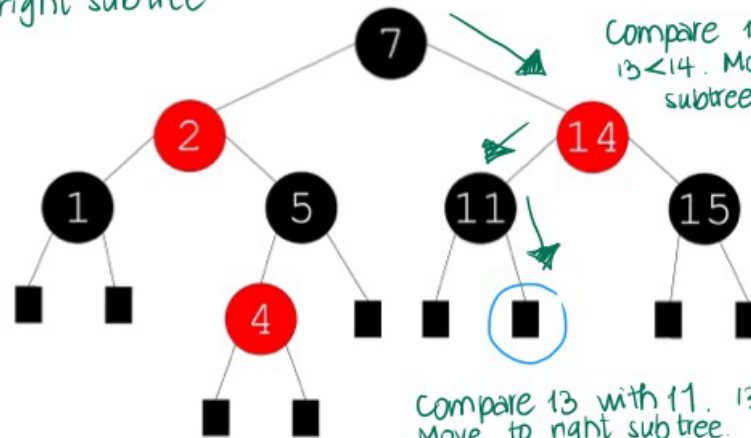 right subtree
7
Compare 1
13<14. Mo
subtree
2
14
1
5
11
15
4
Compare 13 with 11. 13
Move to right subtree.